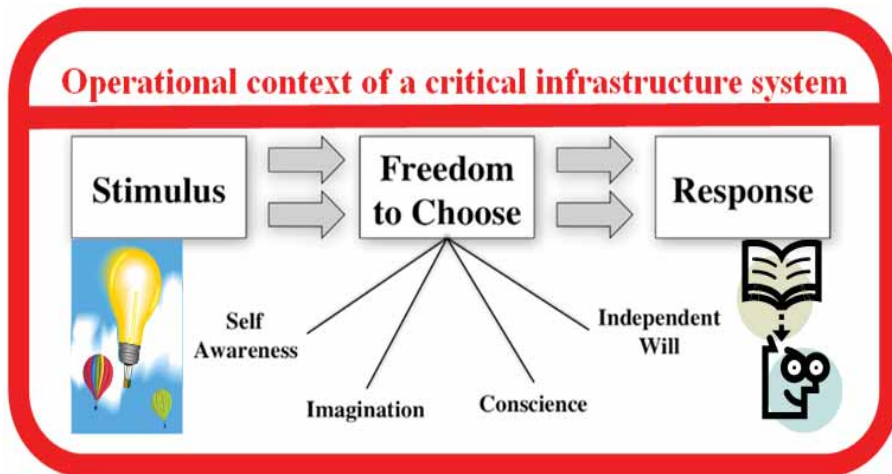 Operational context of a critical infrastructure system
Stimulus
Freedom
to Choose
Response
Self
Awareness
Imagination
Conscience
Independent
Will